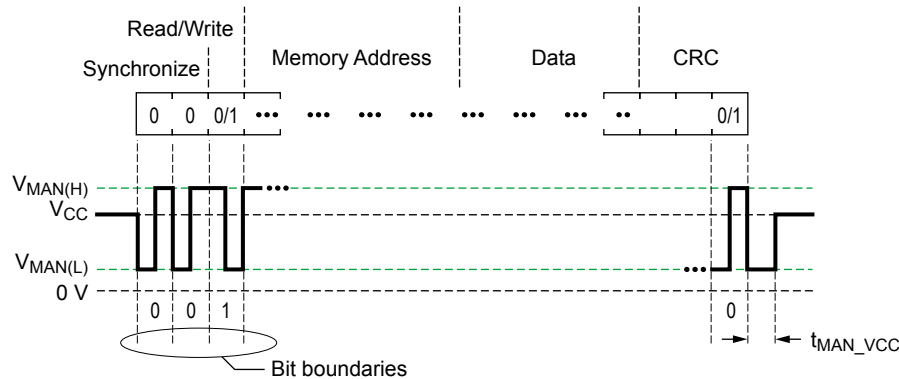 Read/Write
Synchronize
Memory Address
Data
CRC
0 0 0/1 ••• ••• ••• ••• ••• ••• ••• •• 0/1
V_MAN(H)
•••
V_CC
V_MAN(L)
•••
0 V
0 0 1 0
t_MAN_VCC
Bit boundaries